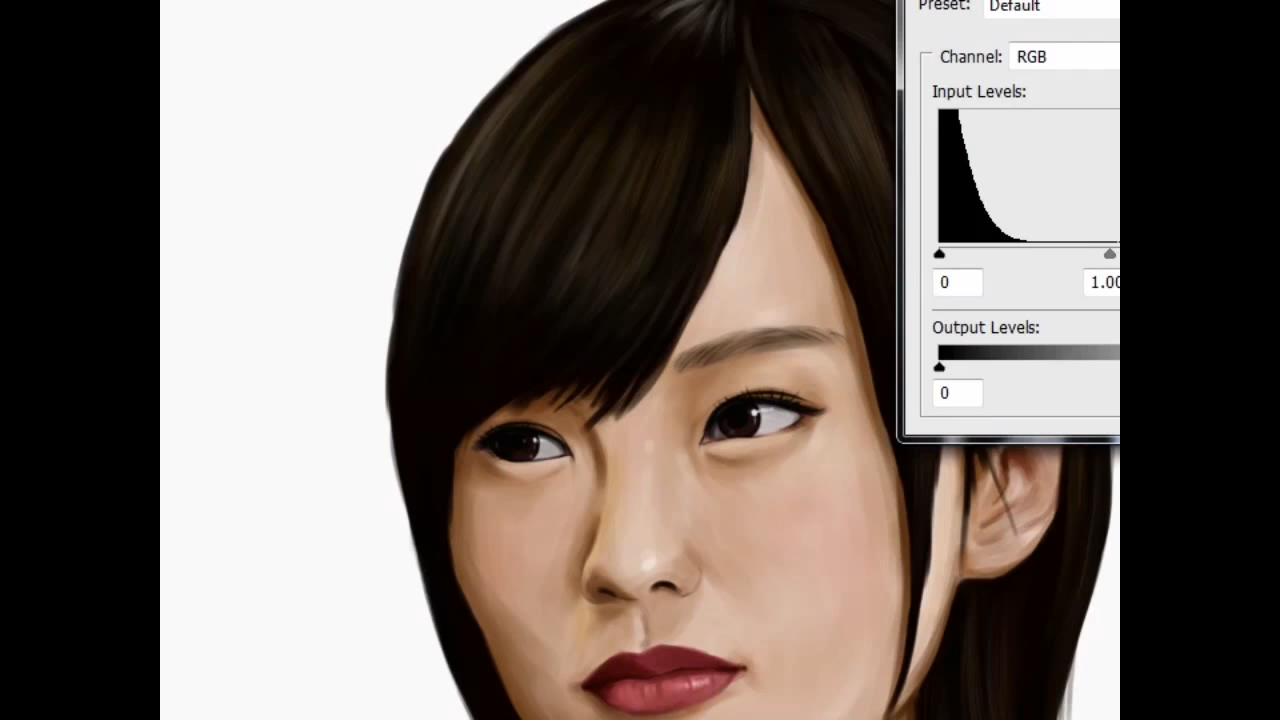 Preset: Default
Channel: RGB
Input Levels:
0 1.00
Output Levels:
0